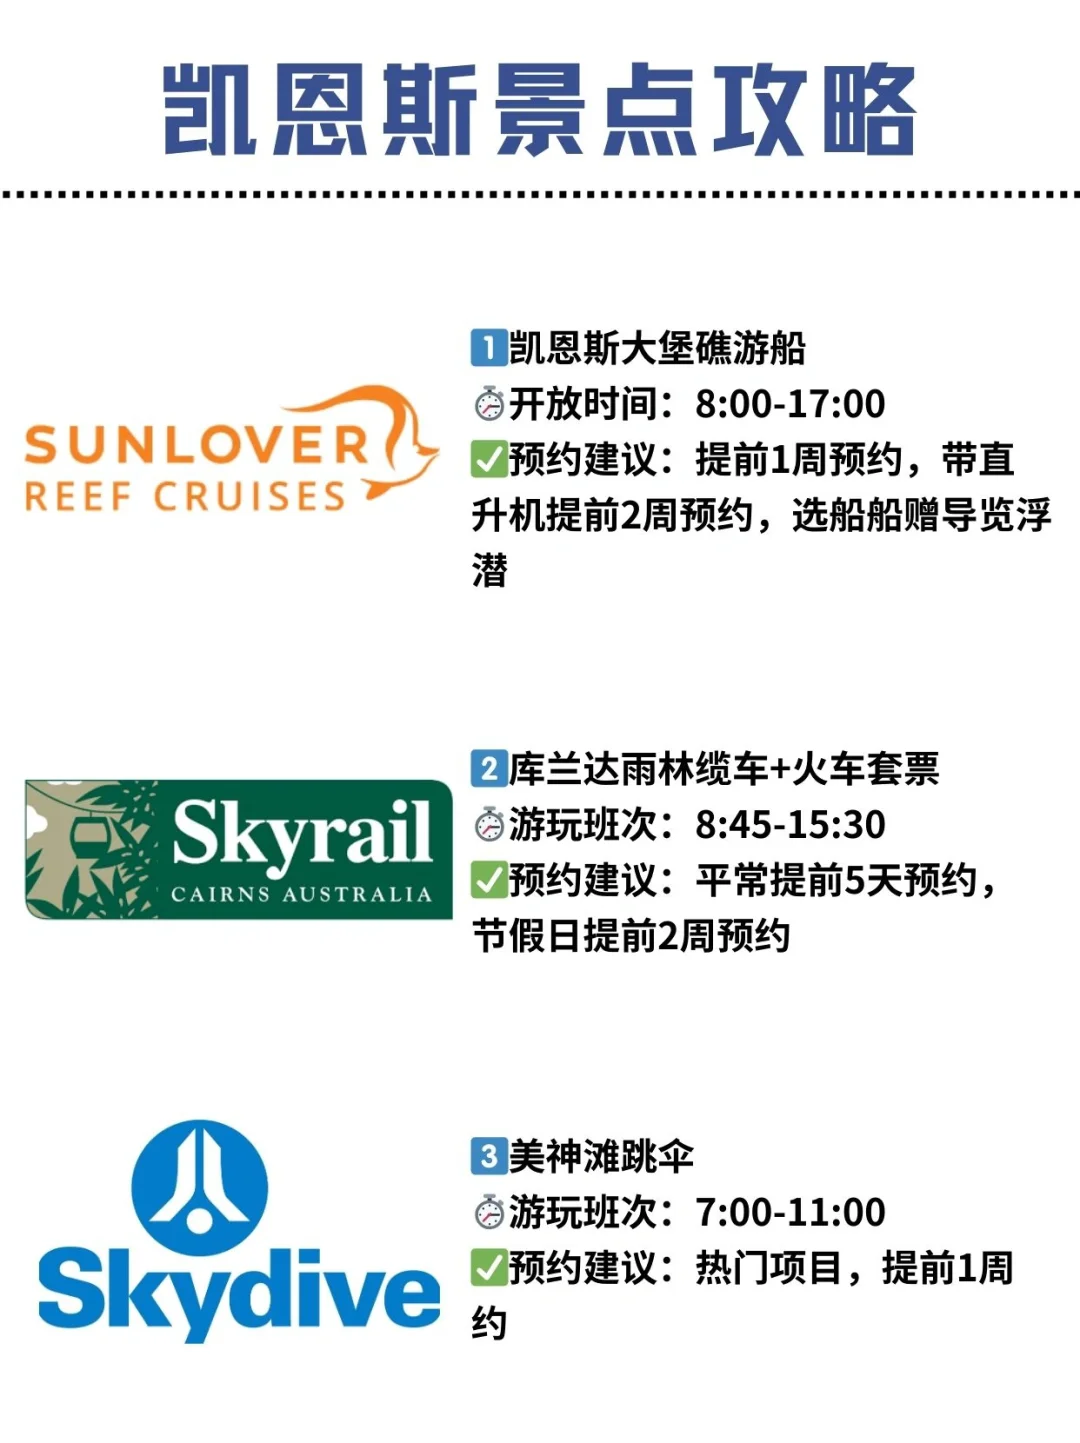 凯恩斯景点攻略
SUNLOVER
REEF CRUISES
1️⃣凯恩斯大堡礁游船
⏱开放时间：8:00-17:00
✅预约建议：提前1周预约，带直
升机提前2周预约，选船船赠导览浮
潜
Skyrail
CAIRNS AUSTRALIA
2️⃣库兰达雨林缆车+火车套票
⏱游玩班次：8:45-15:30
✅预约建议：平常提前5天预约，
节假日提前2周预约
Skydive
3️⃣美神滩跳伞
⏱游玩班次：7:00-11:00
✅预约建议：热门项目，提前1周
约